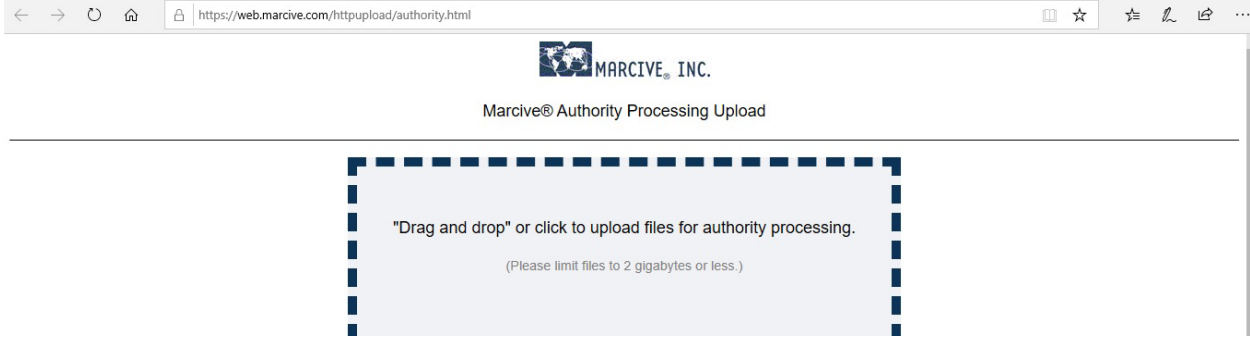 https://web.marcive.com/httpupload/authority.html
MARCIVE® INC.
Marcive® Authority Processing Upload
"Drag and drop" or click to upload files for authority processing.
(Please limit files to 2 gigabytes or less.)